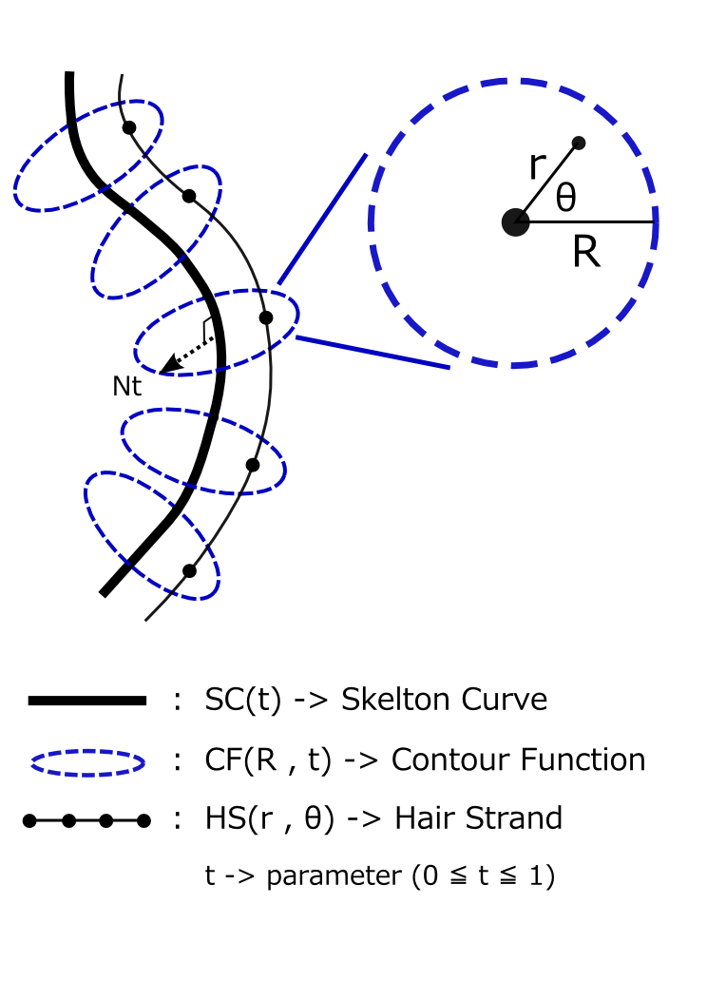 r
θ
R
Nt
: SC(t) -> Skelton Curve
: CF(R , t) -> Contour Function
: HS(r , θ) -> Hair Strand
t -> parameter (0 ≦ t ≦ 1)